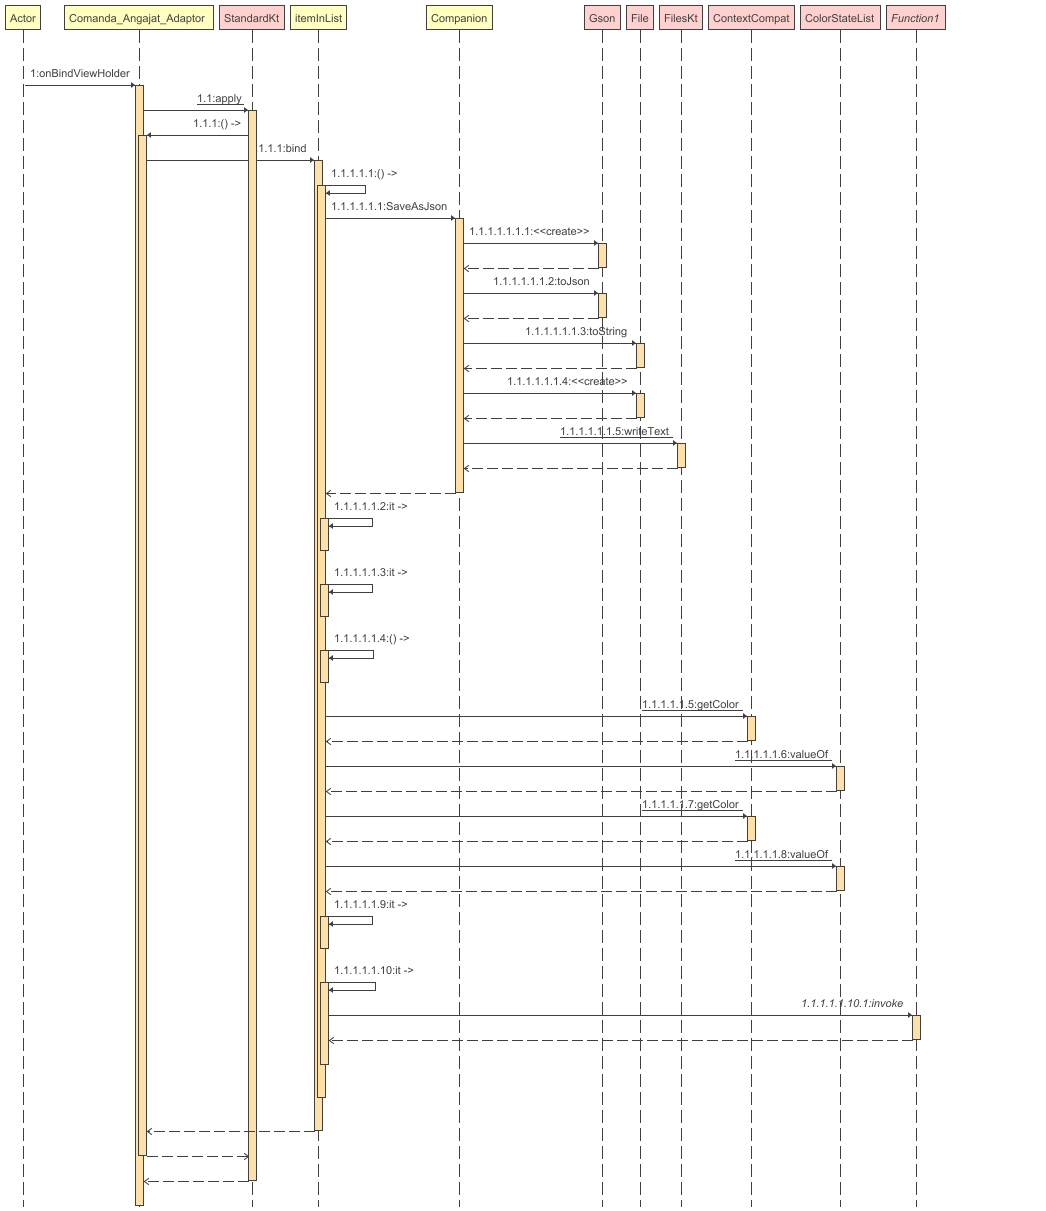 Actor
Comanda_Angajat_Adaptor
StandardKt
itemInList
Companion
Gson
File
FilesKt
ContextCompat
ColorStateList
Function1
1:onBindViewHolder
1.1:apply
1.1.1:() ->
1.1.1:bind
1.1.1.1.1:() ->
1.1.1.1.1.1:SaveAsJson
1.1.1.1.1.1.1:<<create>>
1.1.1.1.1.1.2:toJson
1.1.1.1.1.1.3:toString
1.1.1.1.1.1.4:<<create>>
1.1.1.1.1.1.5:writeText
1.1.1.1.1.2:it ->
1.1.1.1.1.3:it ->
1.1.1.1.1.4:() ->
1.1.1.1.1.5:getColor
1.1.1.1.1.6:valueOf
1.1.1.1.1.7:getColor
1.1.1.1.1.8:valueOf
1.1.1.1.1.9:it ->
1.1.1.1.1.10:it ->
1.1.1.1.1.10.1:invoke